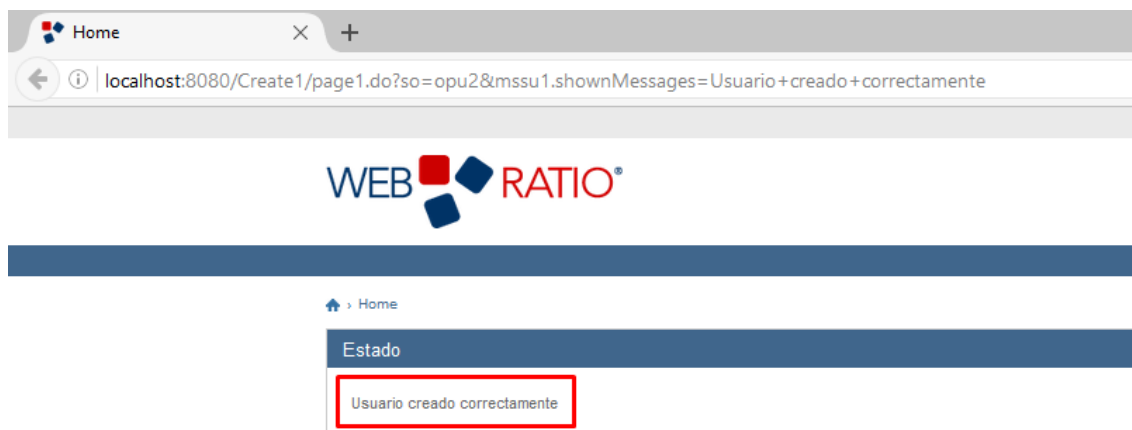 Home
localhost:8080/Create1/page1.do?so=opu2&mssu1.shownMessages=Usuario+creado+correctamente
WEB RATIO®
› Home
Estado
Usuario creado correctamente